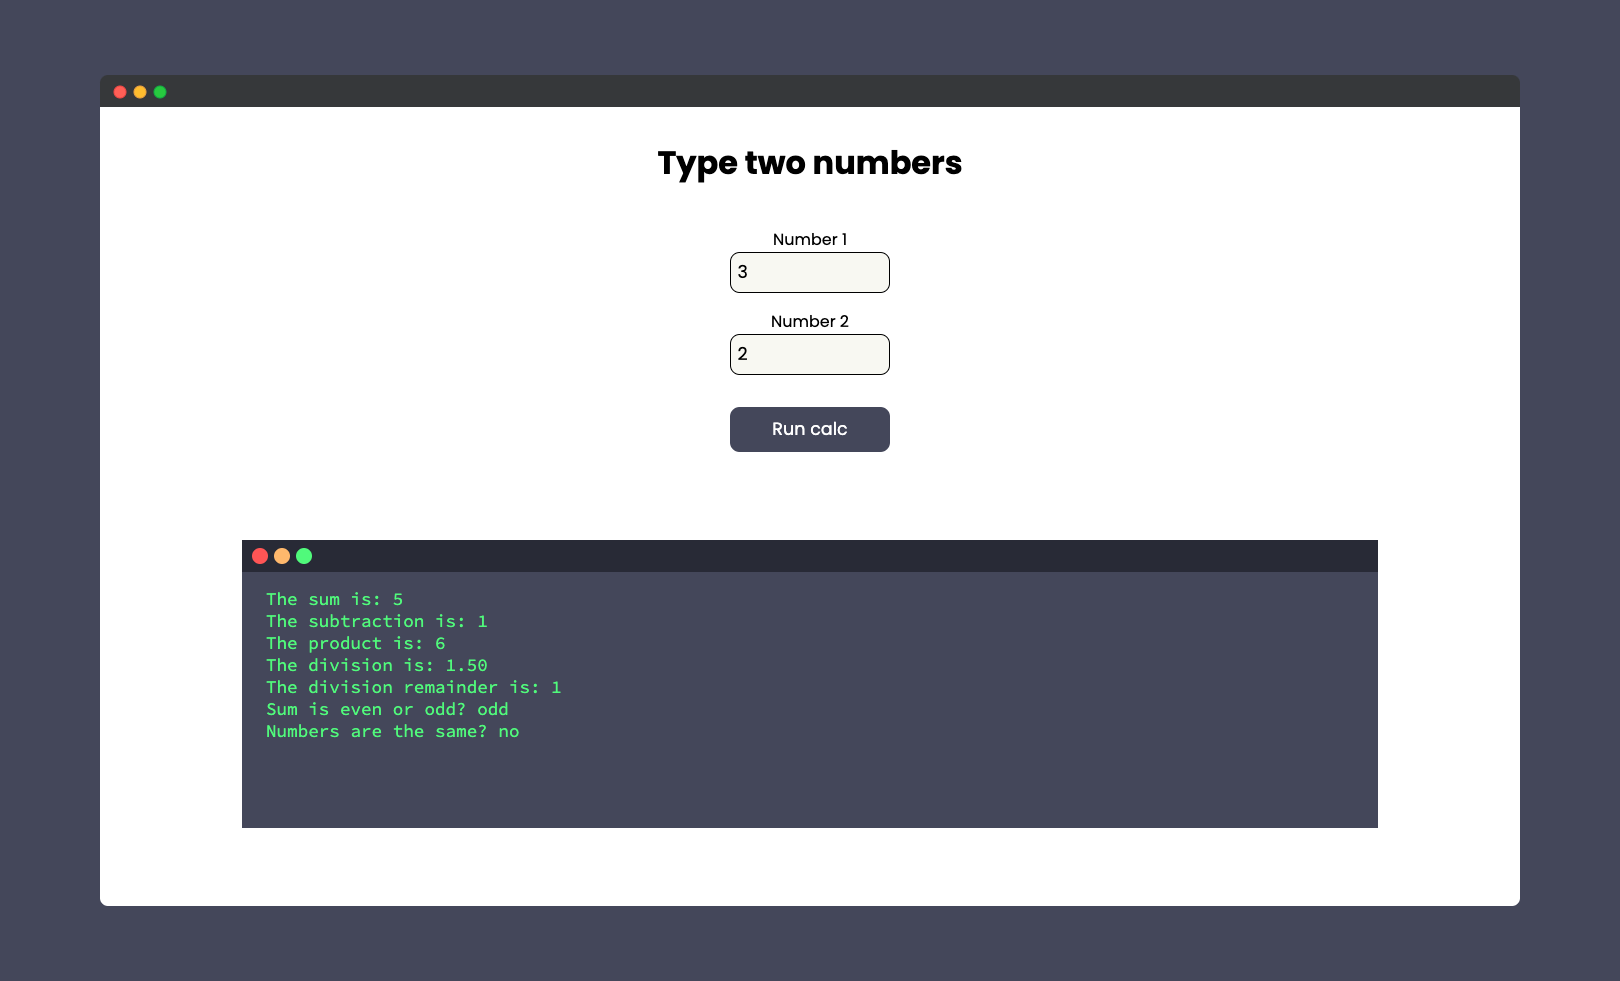 Type two numbers
Number 1
3
Number 2
2
Run calc
The sum is: 5
The subtraction is: 1
The product is: 6
The division is: 1.50
The division remainder is: 1
Sum is even or odd? odd
Numbers are the same? no